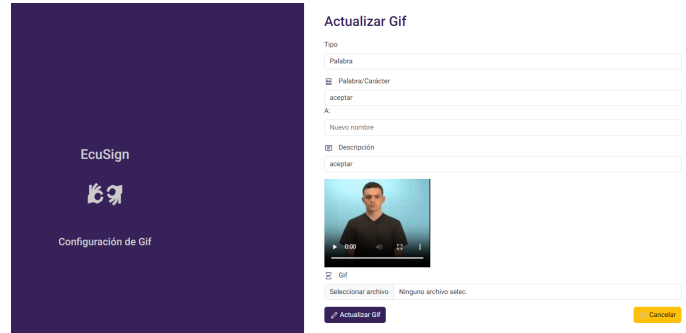 EcuSign
Configuración de Gif
Actualizar Gif
Tipo
Palabra
Palabra/Carácter
aceptar
A:
Nuevo nombre
Descripción
aceptar
0:00
Gif
Seleccionar archivo Ninguno archivo selec.
Actualizar Gif Cancelar